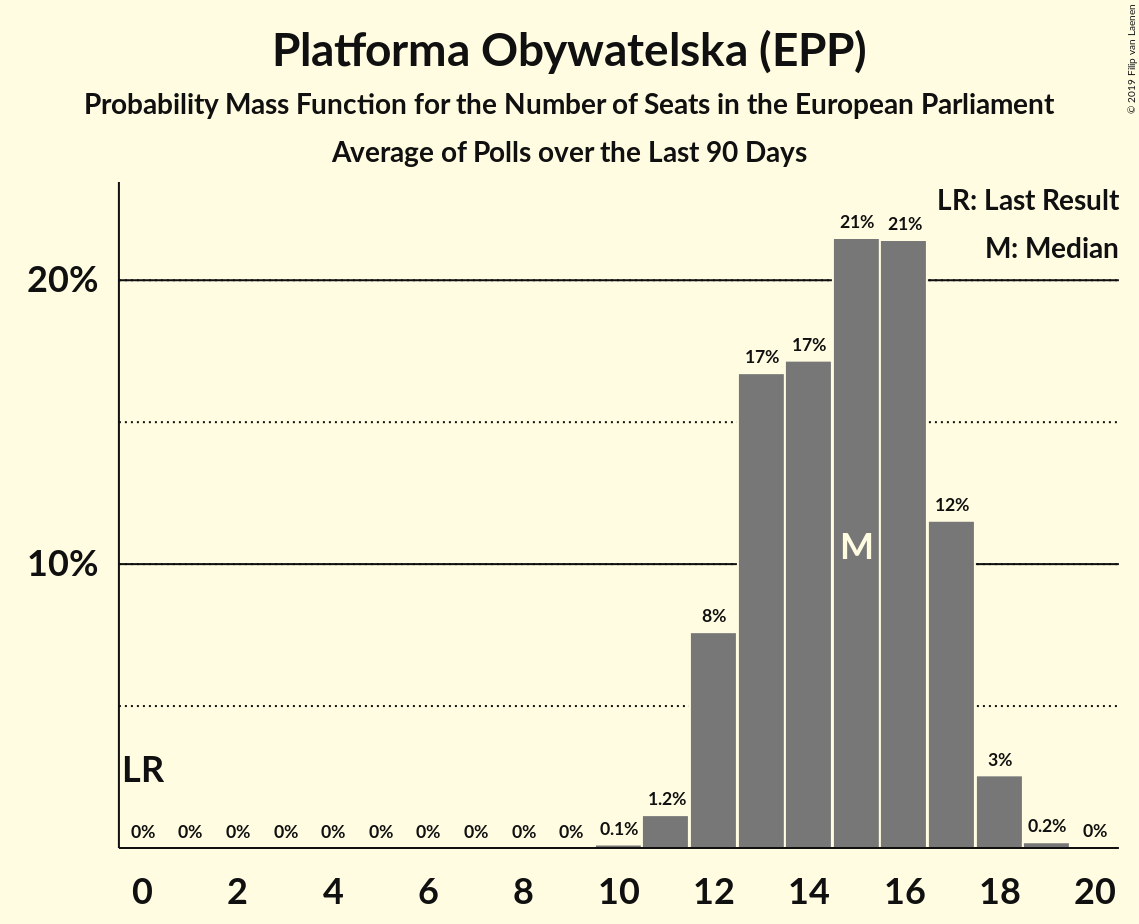 Platforma Obywatelska (EPP)
Probability Mass Function for the Number of Seats in the European Parliament
Average of Polls over the Last 90 Days
© 2019 Filip van Laenen
LR: Last Result
M: Median
21% 21%
20%
17% 17%
12%
M
10%
8%
LR
3%
1.2%
0% 0% 0% 0% 0% 0% 0% 0% 0% 0% 0.1% 0.2% 0%
0 2 4 6 8 10 12 14 16 18 20